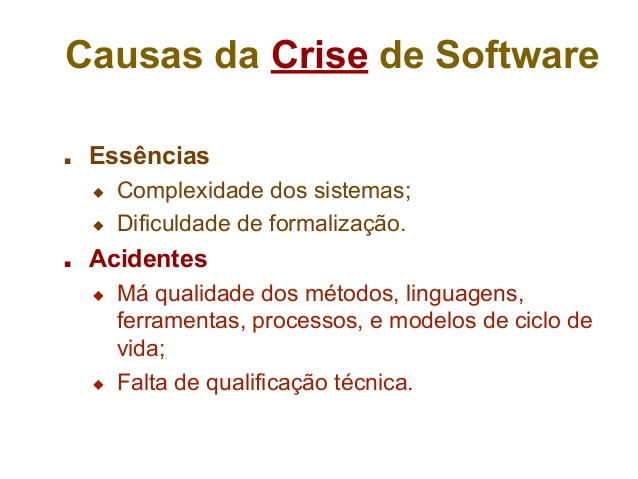 Causas da Crise de Software
Essências
Complexidade dos sistemas;
Dificuldade de formalização.
Acidentes
Má qualidade dos métodos, linguagens,
ferramentas, processos, e modelos de ciclo de
vida;
Falta de qualificação técnica.